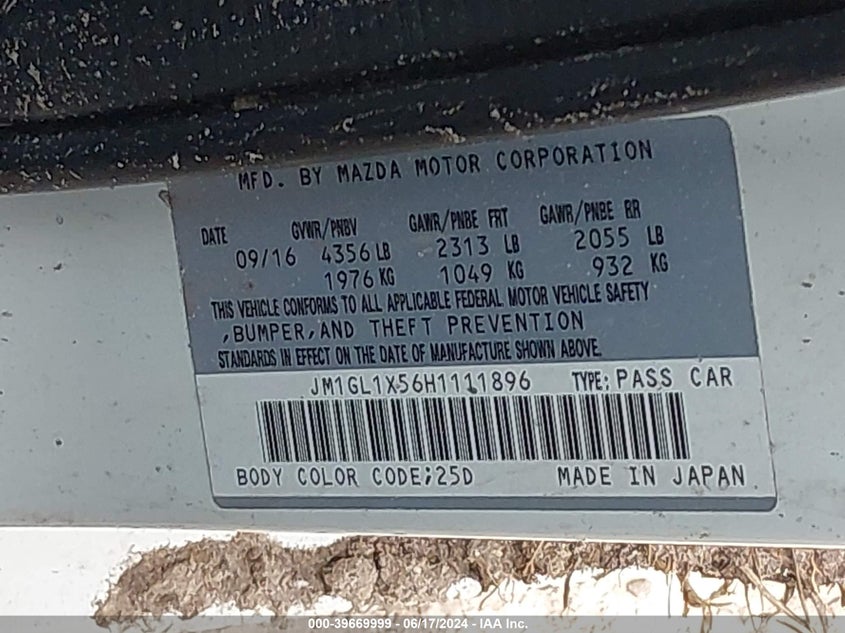 MFD. BY MAZDA MOTOR CORPORATION
DATE GVWR/PNBV GAWR/PNBE FRT GAWR/PNBE RR
09/16 4356 LB 2313 LB 2055 LB
1976 KG 1049 KG 932 KG
THIS VEHICLE CONFORMS TO ALL APPLICABLE FEDERAL MOTOR VEHICLE SAFETY
,BUMPER,AND THEFT PREVENTION
STANDARDS IN EFFECT ON THE DATE OF MANUFACTURE SHOWN ABOVE.
JM1GL1X56H1111896 TYPE: PASS CAR
BODY COLOR CODE;25D MADE IN JAPAN
000-39669999 - 06/17/2024 - IAA Inc.